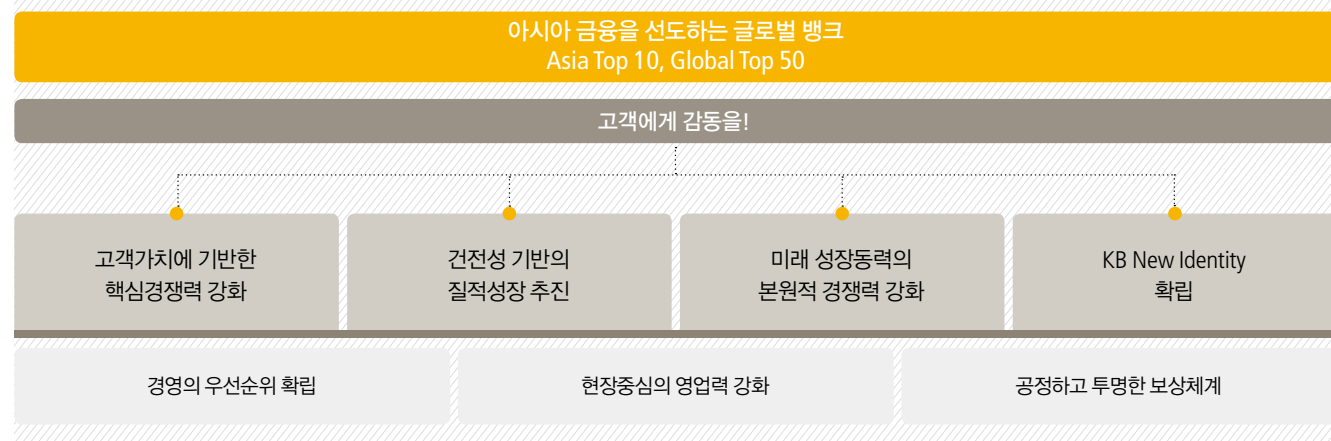 아시아 금융을 선도하는 글로벌 뱅크
Asia Top 10, Global Top 50
고객에게 감동을!
고객가치에 기반한
핵심경쟁력 강화
건전성 기반의
질적성장 추진
미래 성장동력의
본원적 경쟁력 강화
KB New Identity
확립
경영의 우선순위 확립
현장중심의 영업력 강화
공정하고 투명한 보상체계